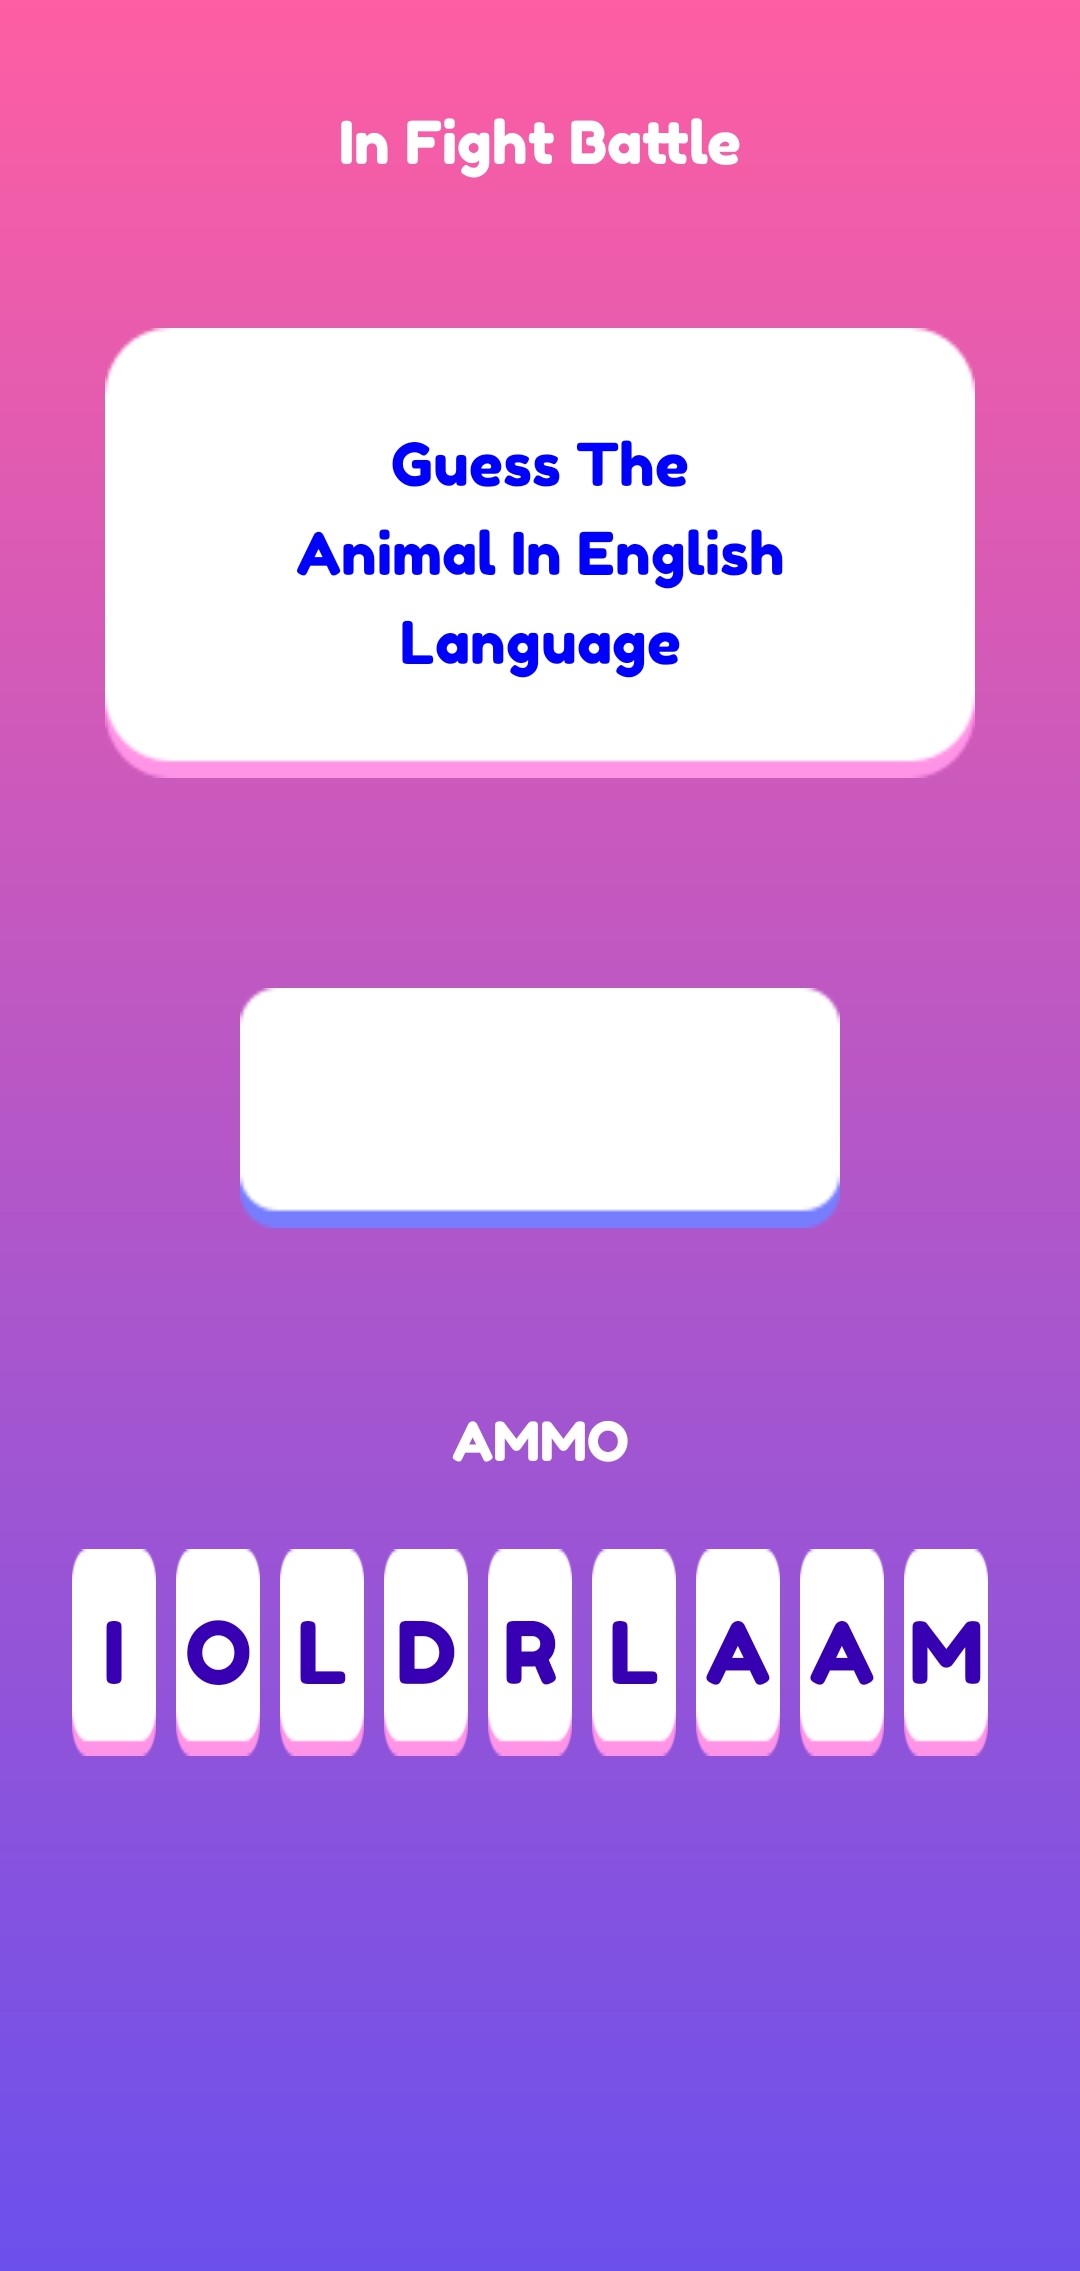 In Fight Battle
Guess The
Animal In English
Language
AMMO
I O L D R L A A M